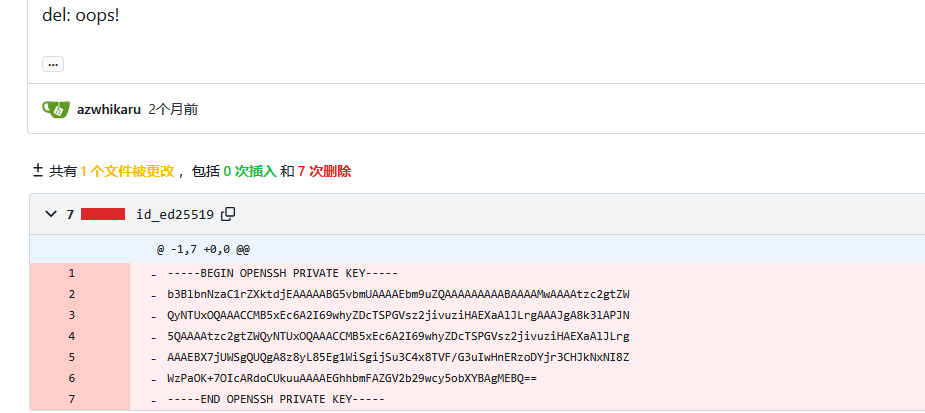 del: oops!
...
azwhikaru 2个月前
共有 1 个文件被更改 ，包括 0 次插入 和 7 次删除
7 id_ed25519
@ -1,7 +0,0 @@
1 - -----BEGIN OPENSSH PRIVATE KEY-----
2 - b3BlbnNzaC1rZXktdjEAAAAABG5vbmUAAAAEbm9uZQAAAAAAAAABAAAAMwAAAAtzc2gtZW
3 - QyNTUxOQAAACCMB5xEc6A2I69whyZDcTSPGVsz2jivuziHAEXaAlJLrgAAAJgA8k3lAPJN
4 - 5QAAAAtzc2gtZWQyNTUxOQAAACCMB5xEc6A2I69whyZDcTSPGVsz2jivuziHAEXaAlJLrg
5 - AAAEBX7jUWSgQUQgA8z8yL85Eg1WiSgijSu3C4x8TVF/G3uIwHnERzoDYjr3CHJkNxNI8Z
6 - WzPaOK+7OIcARdoCUkuuAAAAEGhhbmFAZGV2b29wcy5obXYBAgMEBQ==
7 - -----END OPENSSH PRIVATE KEY-----